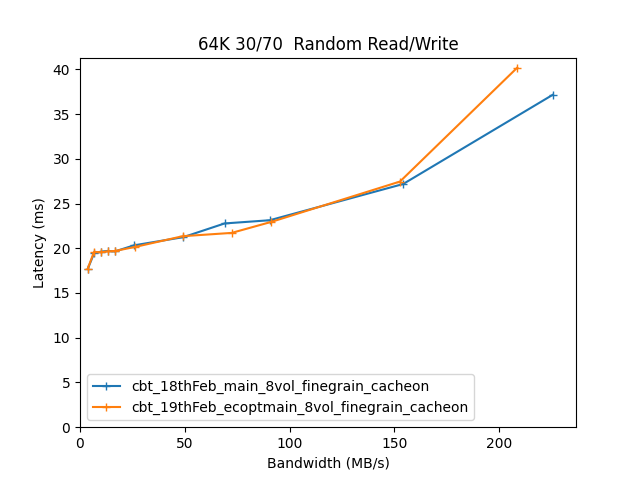 64K 30/70  Random Read/Write
40
35
30
25
20
15
10
5
0
Latency (ms)
cbt_18thFeb_main_8vol_finegrain_cacheon
cbt_19thFeb_ecoptmain_8vol_finegrain_cacheon
0 50 100 150 200
Bandwidth (MB/s)